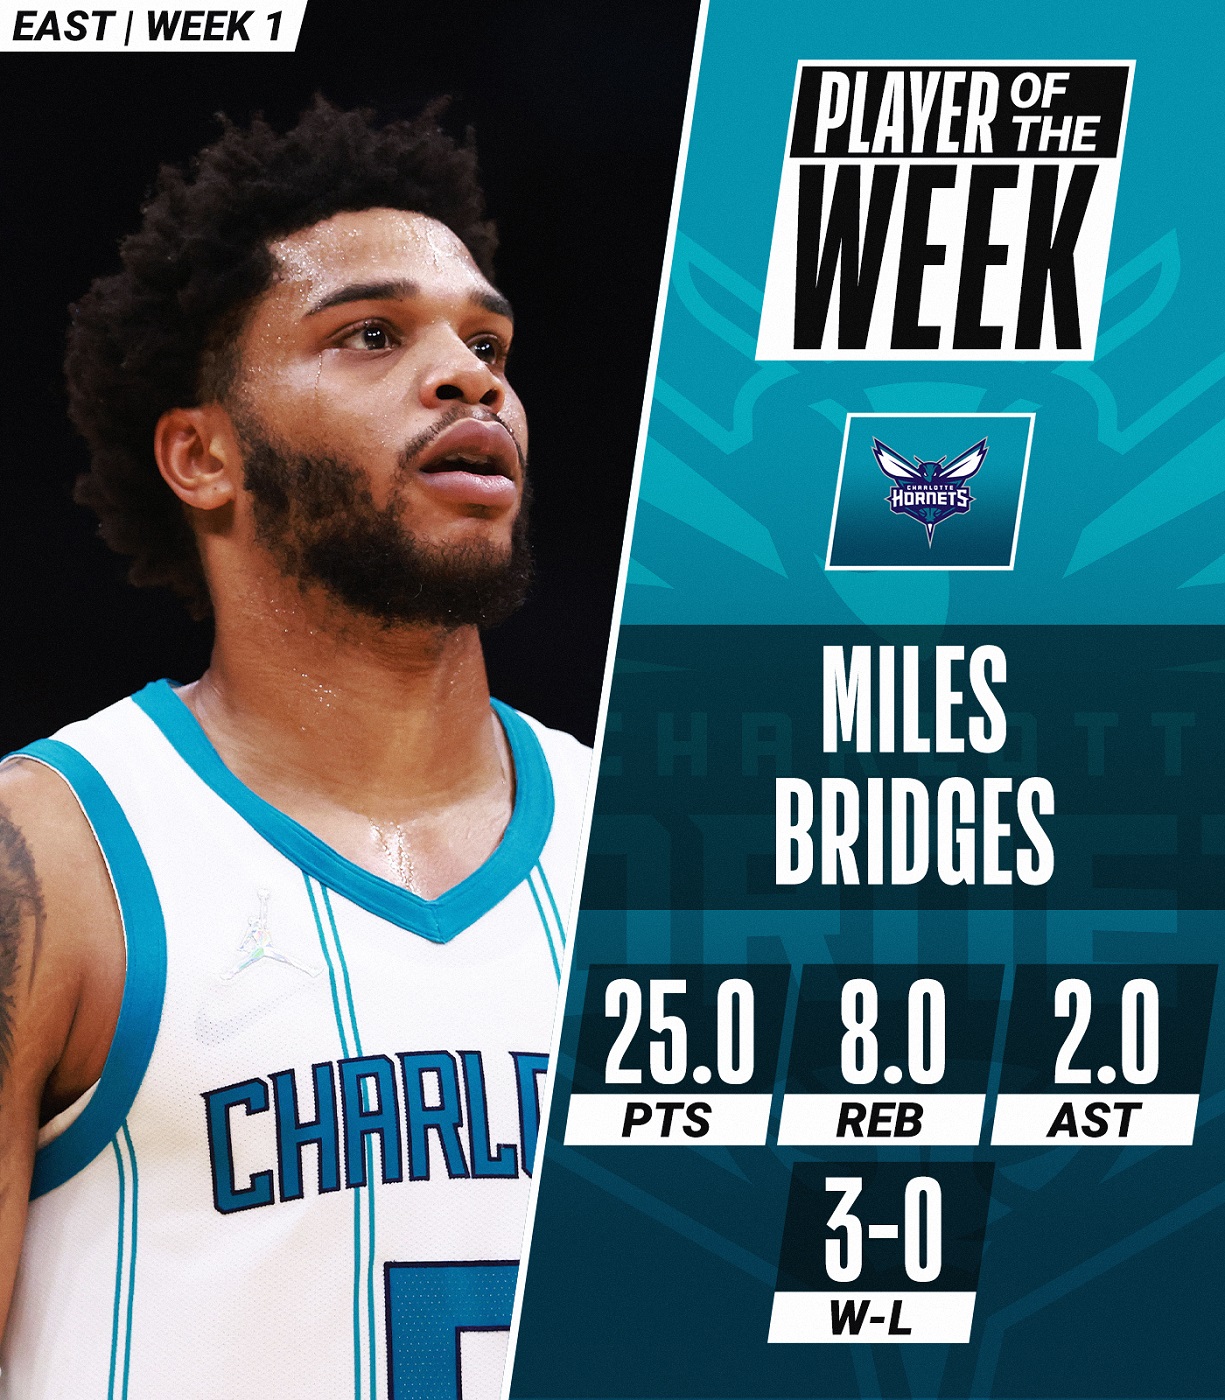 EAST | WEEK 1
PLAYER OF THE
WEEK
CHARLOTTE
HORNETS
MILES
BRIDGES
25.0 8.0 2.0
PTS REB AST
3-0
W-L
CHARLO